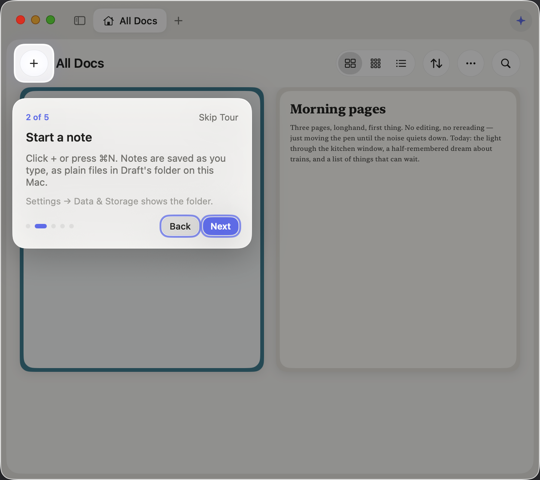 All Docs
All Docs
2 of 5
Skip Tour
Start a note
Click + or press ⌘N. Notes are saved as you
type, as plain files in Draft's folder on this
Mac.
Settings → Data & Storage shows the folder.
Back
Next
Morning pages
Three pages, longhand, first thing. No editing, no rereading —
just moving the pen until the noise quiets down. Today: the light
through the kitchen window, a half-remembered dream about
trains, and a list of things that can wait.